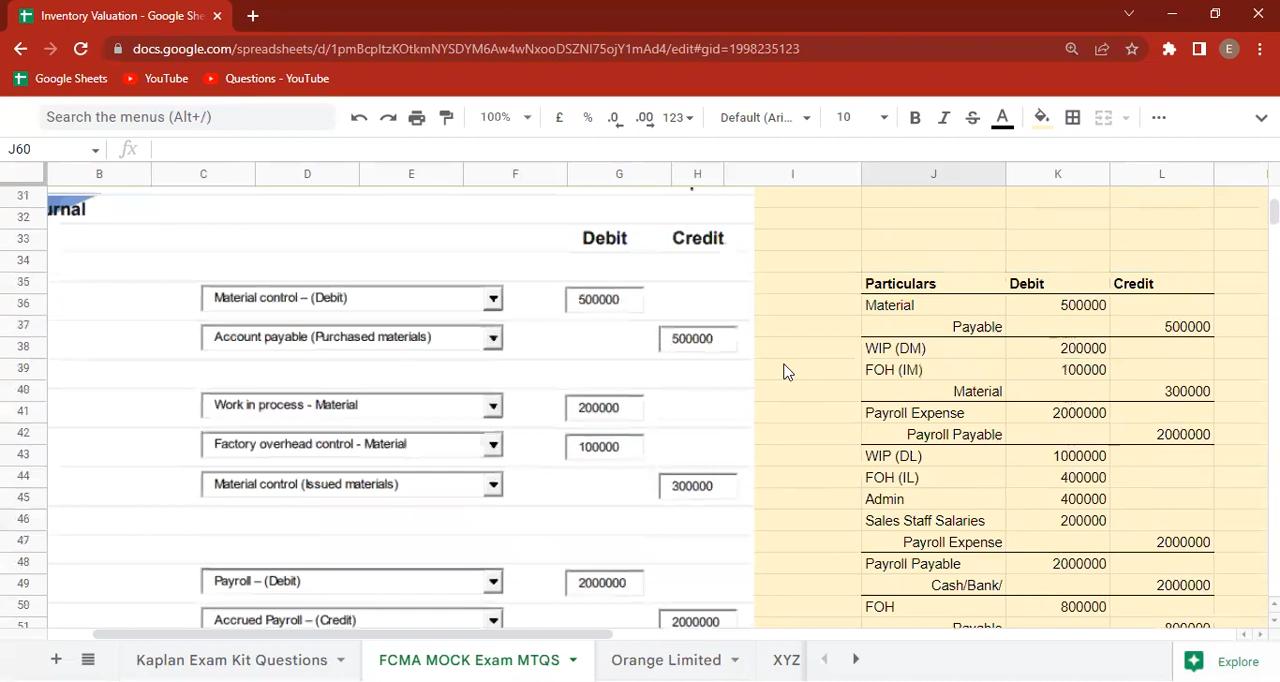 Inventory Valuation - Google She
docs.google.com/spreadsheets/d/1pmBcpItzKOtkmNYSDYM6Aw4wNxooDSZNI75ojY1mAd4/edit#gid=1998235123
E
Google Sheets YouTube Questions - YouTube
Search the menus (Alt+/) 100% £ % .0 .00 123 Default (Ari... 10 B I S A
J60 fx
B C D E F G H I J K L
31
32 urnal
33 Debit Credit
34
35 Particulars Debit Credit
36 Material control – (Debit) 500000 Material 500000
37 Payable 500000
38 Account payable (Purchased materials) 500000 WIP (DM) 200000
39 FOH (IM) 100000
40 Material 300000
41 Work in process - Material 200000 Payroll Expense 2000000
42 Payroll Payable 2000000
43 Factory overhead control - Material 100000 WIP (DL) 1000000
44 FOH (IL) 400000
45 Material control (Issued materials) 300000 Admin 400000
46 Sales Staff Salaries 200000
47 Payroll Expense 2000000
48 Payroll Payable 2000000
49 Payroll – (Debit) 2000000 Cash/Bank/ 2000000
50 FOH 800000
51 Accrued Payroll – (Credit) 2000000 Payable 800000
Kaplan Exam Kit Questions FCMA MOCK Exam MTQS Orange Limited XYZ Explore